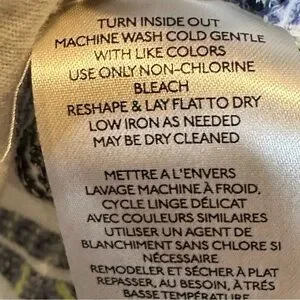 TURN INSIDE OUT
MACHINE WASH COLD GENTLE
WITH LIKE COLORS
USE ONLY NON-CHLORINE
BLEACH
RESHAPE & LAY FLAT TO DRY
LOW IRON AS NEEDED
MAY BE DRY CLEANED
METTRE A L'ENVERS
LAVAGE MACHINE À FROID,
CYCLE LINGE DÉLICAT
AVEC COULEURS SIMILAIRES
UTILISER UN AGENT DE
BLANCHIMENT SANS CHLORE SI
NÉCESSAIRE
REMODELER ET SÉCHER À PLAT
REPASSER, AU BESOIN, À TRÉS
BASSE TEMPÉRATURE